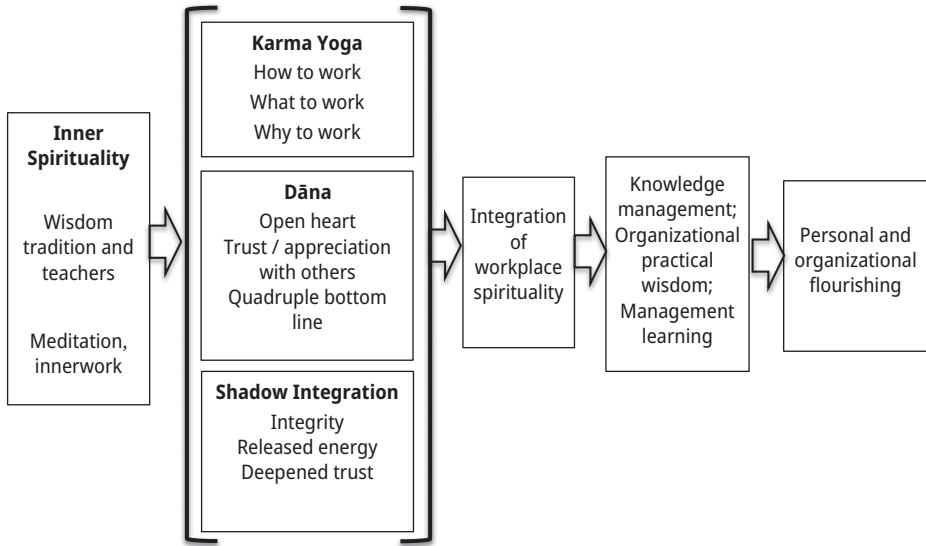 Inner
Spirituality
Wisdom
tradition and
teachers
Meditation,
innerwork
Karma Yoga
How to work
What to work
Why to work
Dāna
Open heart
Trust / appreciation
with others
Quadruple bottom
line
Shadow Integration
Integrity
Released energy
Deepened trust
Integration
of
workplace
spirituality
Knowledge
management;
Organizational
practical
wisdom;
Management
learning
Personal and
organizational
flourishing